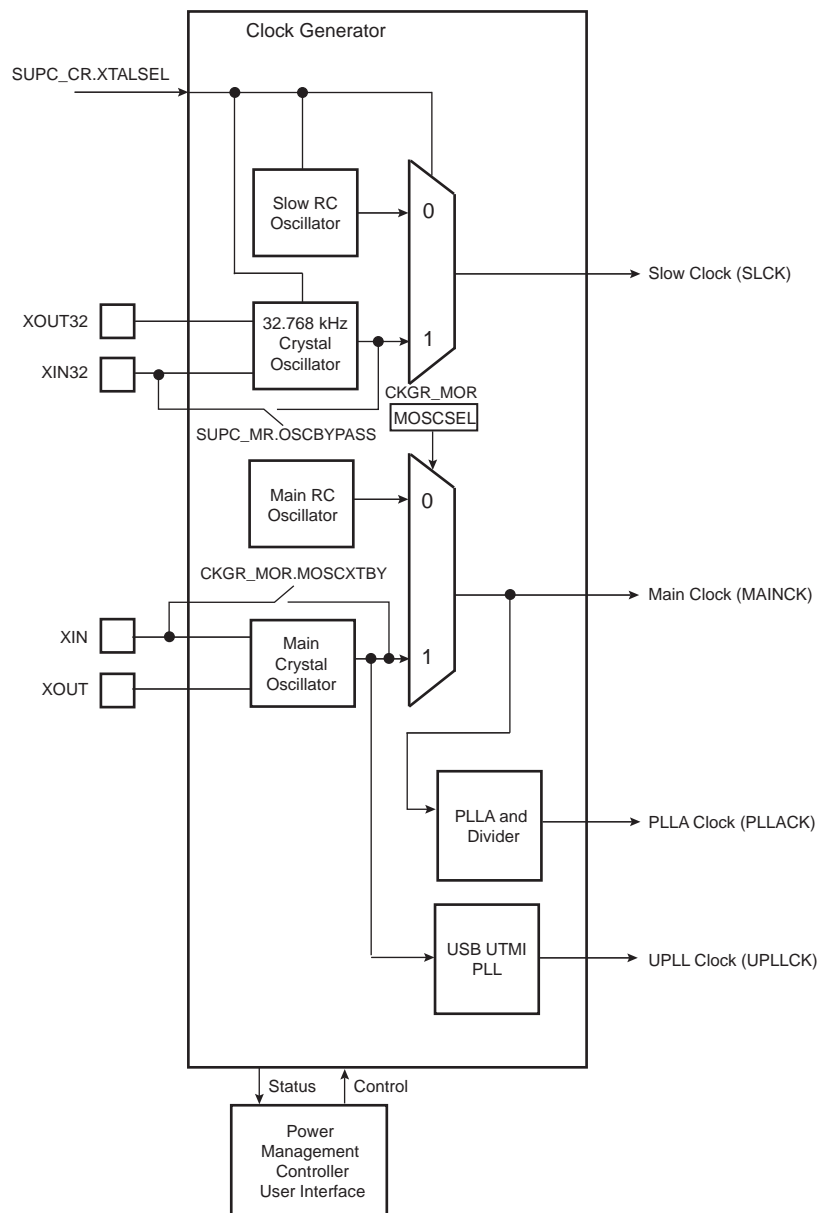 Clock Generator
SUPC_CR.XTALSEL
Slow RC
Oscillator
0
Slow Clock (SLCK)
XOUT32
32.768 kHz
Crystal
Oscillator
1
XIN32
CKGR_MOR
MOSCSEL
SUPC_MR.OSCBYPASS
Main RC
Oscillator
0
CKGR_MOR.MOSCXTBY
Main Clock (MAINCK)
XIN
Main
Crystal
Oscillator
1
XOUT
PLLA and
Divider
PLLA Clock (PLLACK)
USB UTMI
PLL
UPLL Clock (UPLLCK)
Status
Control
Power
Management
Controller
User Interface